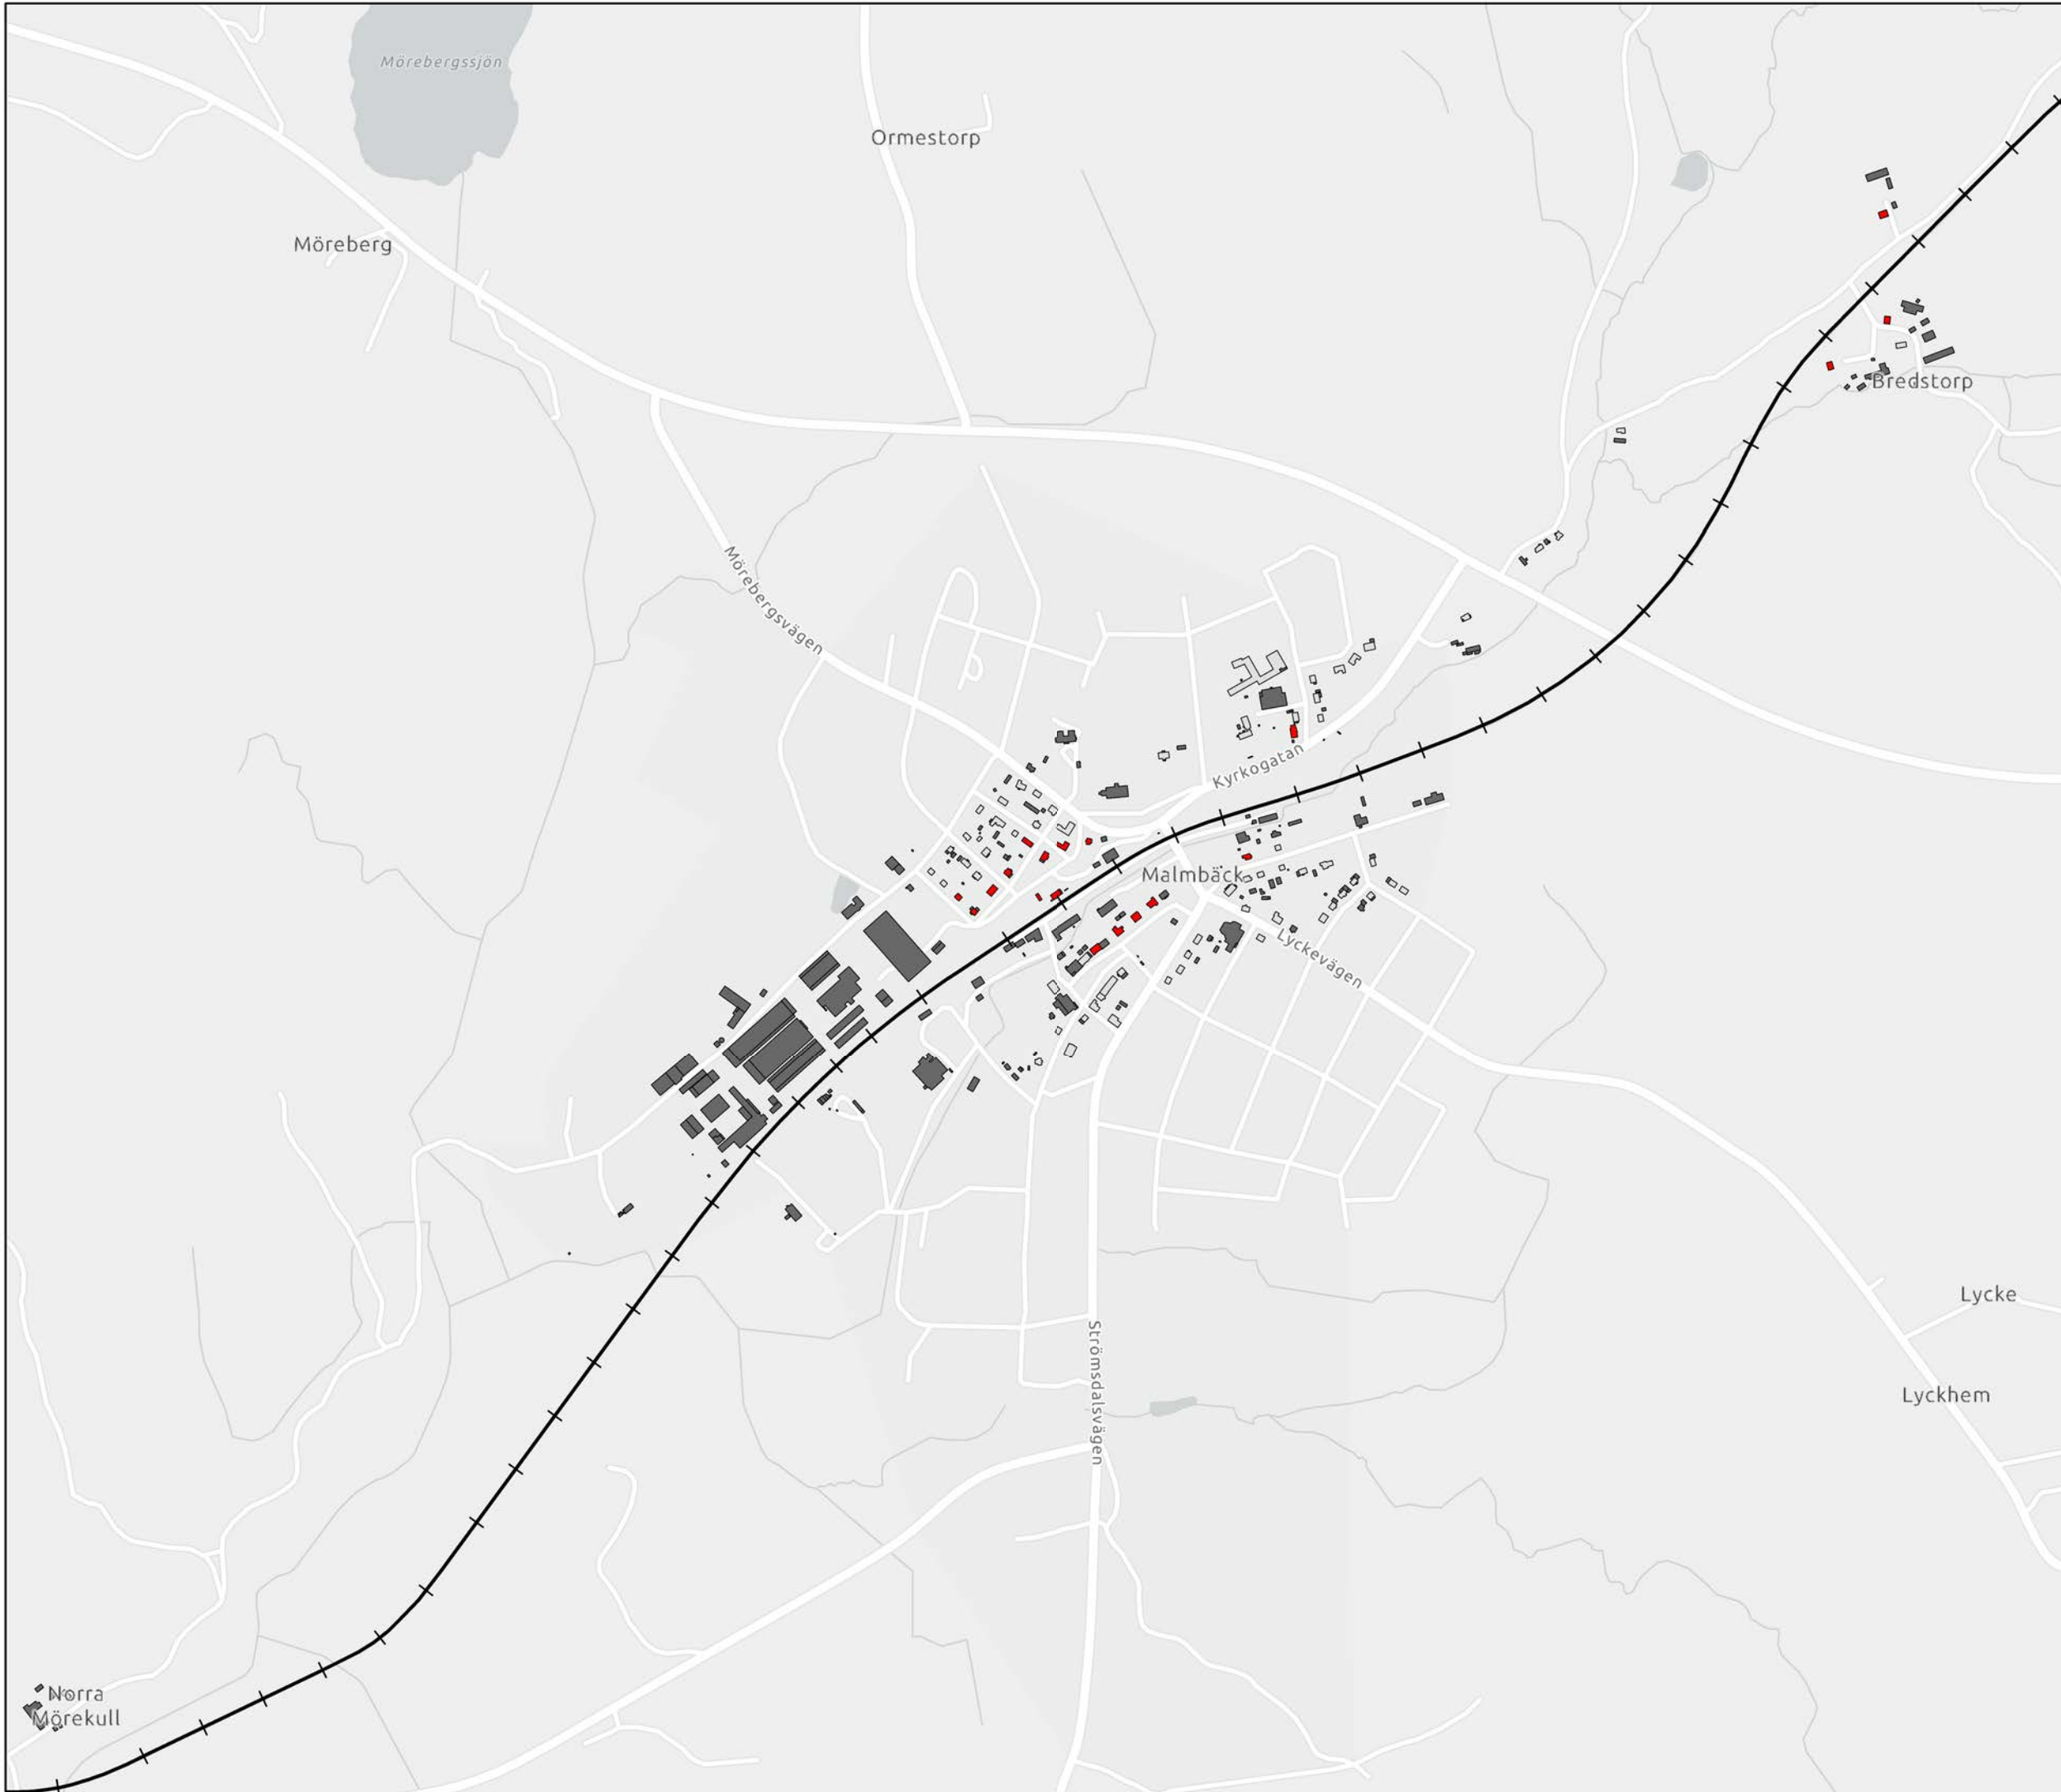 Mörebergssjön
Ormestorp
Möreberg
Bredstorp
Mörebergsvägen
Kyrkogatan
Malmbäck
Lyckevägen
Lycke
Strömsdalsvägen
Lyckhem
Norra
Mörekull